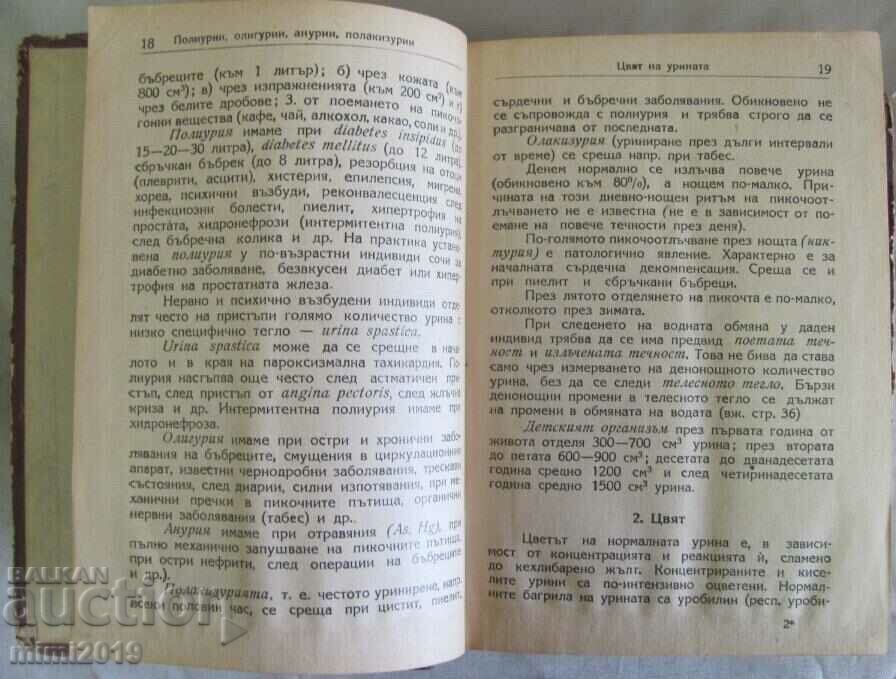 18 Полиурии, олигурии, анурии, полакизурии
бъбреците (към 1 литър); б) чрез кожата (към
800 см³); в) чрез изпражненията (към 200 см³) и г)
чрез белите дробове; 3. от поемането на пикочо-
гонни вещества (кафе, чай, алкохол, какао, соли и др.)
Полиурия имаме при diabetes insipidus (до
15—20—30 литра), diabetes mellitus (до 12 литра),
сбръчкан бъбрек (до 8 литра), резорбция на отоци
(плеврити, асцити), хистерия, епилепсия, мигрена,
хорея, психични възбуди, реконвалесценция след
инфекциозни болести, пиелит, хипертрофия на
простата, хидронефрози (интермитентна полиурия),
след бъбречна колика и др. На практика устано-
вена полиурия у по-възрастни индивиди сочи за
диабетно заболяване, безвкусен диабет или хипер-
трофия на простатната жлеза.
Нервно и психично възбудени индивиди отде-
лят често на пристъпи голямо количество урина с
низко специфично тегло — urina spastica.
Urina spastica може да се срещне в нача-
лото и в края на пароксизмална тахикардия. По-
лиурия настъпва още често след астматичен при-
стъп, след пристъп от angina pectoris, след жлъчна
криза и др. Интермитентна полиурия имаме при
хидронефроза.
Олигурия имаме при остри и хронични забо-
лявания на бъбреците, смущения в циркулационния
апарат, известни чернодробни заболявания, трескави
състояния, след диарии, силни изпотявания, при ме-
ханични пречки в пикочните пътища, органични
нервни заболявания (табес) и др..
Анурия имаме при отравяния (As, Hg), при
пълно механично запушване на пикочните пътища,
при остри нефрити, след операции на бъбреците
и др.).
Полакизурията, т. е. честото уриниране, напр.
всеки половин час, се среща при цистит, пиелит,
Цвят на урината 19
сърдечни и бъбречни заболявания. Обикновено не
се съпровожда с полиурия и трябва строго да се
разграничава от последната.
Олакизурия (уриниране през дълги интервали
от време) се среща напр. при табес.
Денем нормално се излъчва повече урина
(обикновено към 80%), а нощем по-малко. При-
чината на този дневно-нощен ритъм на пикочоот-
лъчването не е известна (не е в зависимост от по-
емане на повече течности през деня).
По-голямото пикочоотлъчване през нощта (ник-
турия) е патологично явление. Характерно е за
началната сърдечна декомпенсация. Среща се и
при пиелит и сбръчкани бъбреци.
През лятото отделянето на пикочта е по-малко,
отколкото през зимата.
При следенето на водната обмяна у даден
индивид трябва да се има предвид поетата теч-
ност и излъчената течност. Това не бива да става
само чрез измерването на денонощното количество
урина, без да се следи телесното тегло. Бързи
денонощни промени в телесното тегло се дължат
на промени в обмяната на водата (вж. стр. 36)
Детският организъм през първата година от
живота отделя 300—700 см³ урина; през втората
до петата 600—900 см³; десетата до дванадесетата
година средно 1200 см³ и след четиринадесетата
година средно 1500 см³ урина.
2. Цвят
Цветът на нормалната урина е, в зависи-
мост от концентрацията и реакцията ѝ, сламено
до кехлибарено жълт. Концентрираните и кисе-
лите урини са по-интензивно оцветени. Нормал-
ните багрила на урината са уробилин (респ. уроби-
2*
BALKAN
auction
mimi2019